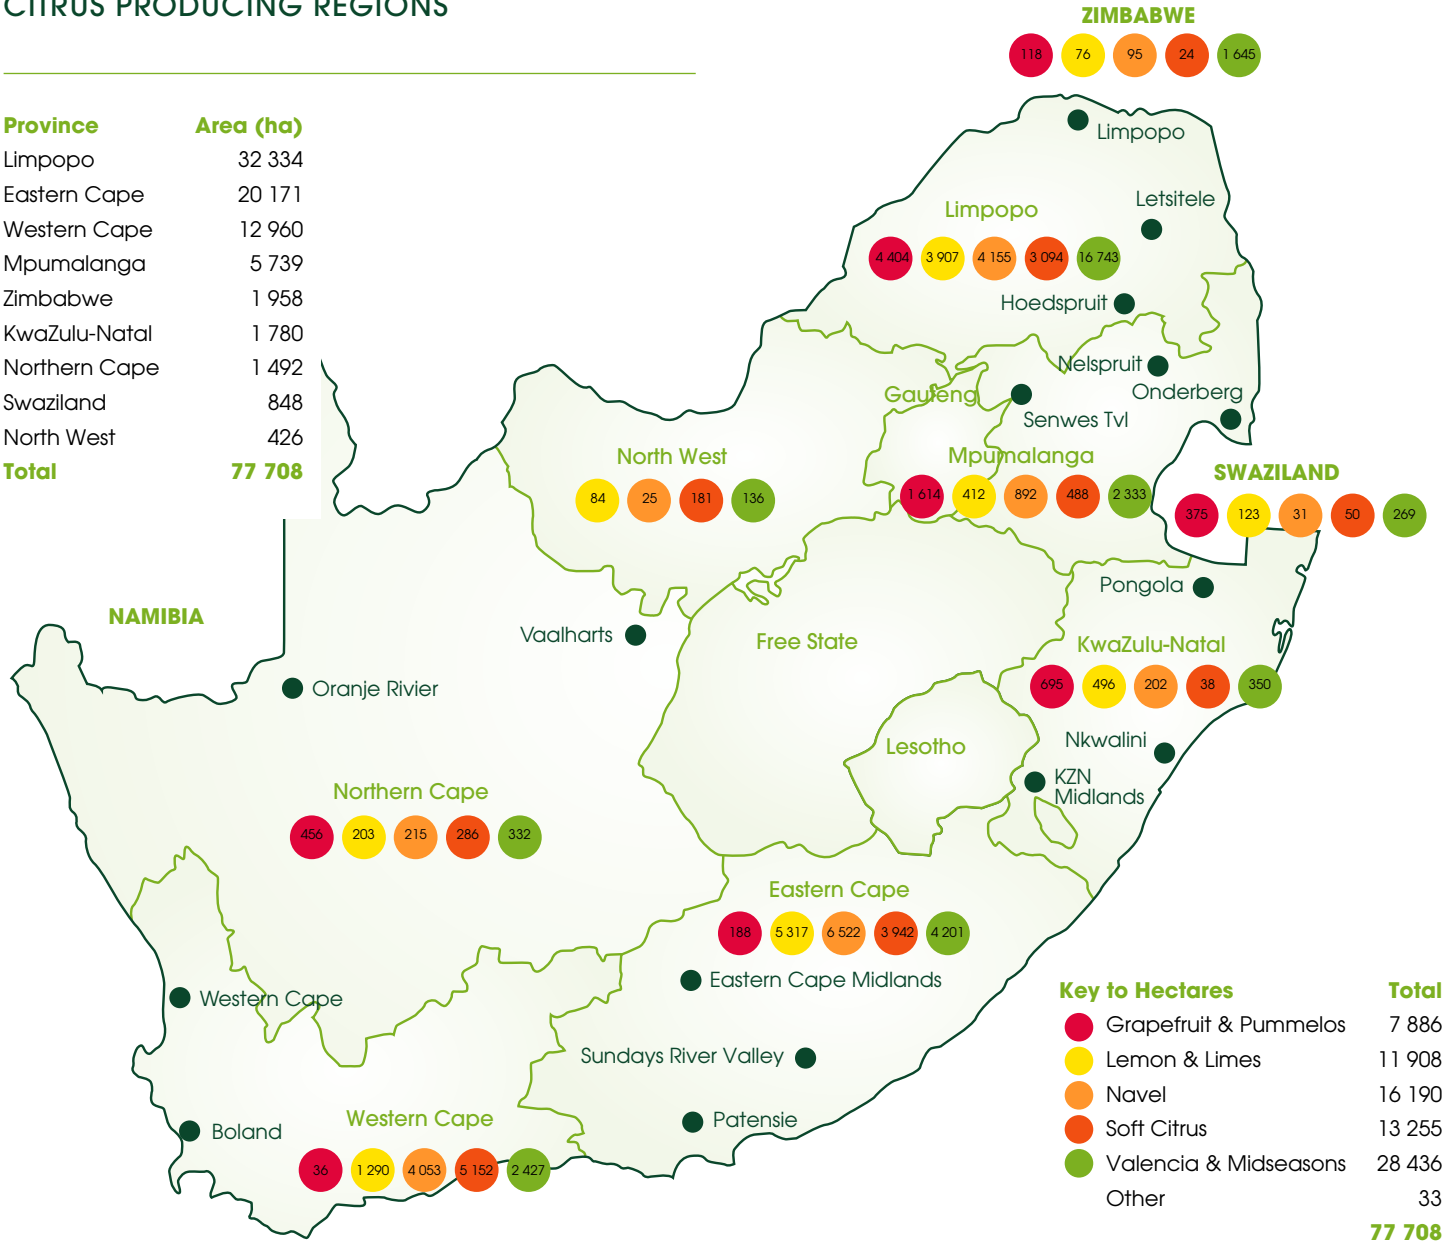 CITRUS PRODUCING REGIONS
Province Area (ha)
Limpopo 32 334
Eastern Cape 20 171
Western Cape 12 960
Mpumalanga 5 739
Zimbabwe 1 958
KwaZulu-Natal 1 780
Northern Cape 1 492
Swaziland 848
North West 426
Total 77 708
ZIMBABWE
118 76 95 24 1 645
Limpopo
Letsitele
Limpopo
4 404 3 907 4 155 3 094 16 743
Hoedspruit
Nelspruit
Onderberg
Gauteng
Senwes Tvl
Mpumalanga
1 614 412 892 488 2 333
North West
84 25 181 136
SWAZILAND
375 123 31 50 269
Pongola
NAMIBIA
Vaalharts
Free State
KwaZulu-Natal
695 496 202 38 350
Oranje Rivier
Lesotho
Nkwalini
KZN
Midlands
Northern Cape
456 203 215 286 332
Eastern Cape
188 5 317 6 522 3 942 4 201
Eastern Cape Midlands
Western Cape
Sundays River Valley
Patensie
Boland
Western Cape
36 1 290 4 053 5 152 2 427
Key to Hectares Total
Grapefruit & Pummelos 7 886
Lemon & Limes 11 908
Navel 16 190
Soft Citrus 13 255
Valencia & Midseasons 28 436
Other 33
77 708